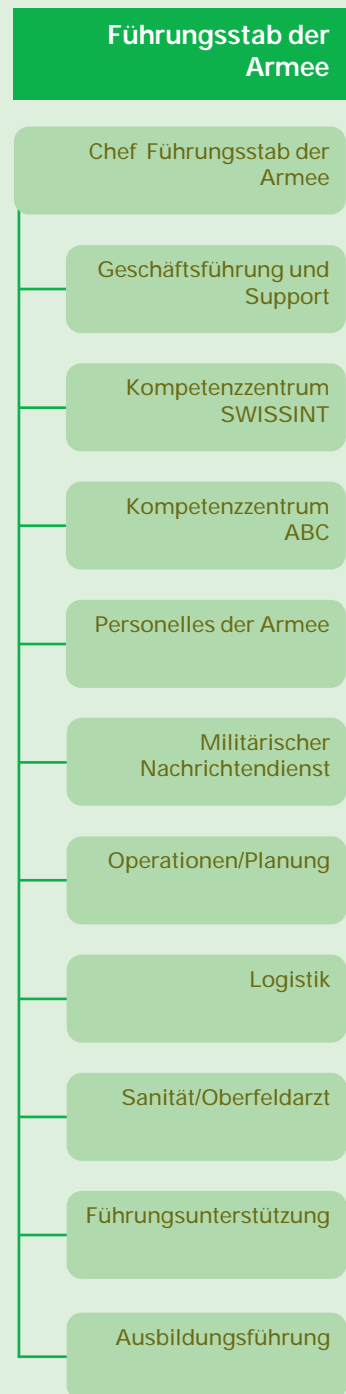 Führungsstab der
Armee
Chef Führungsstab der
Armee
Geschäftsführung und
Support
Kompetenzzentrum
SWISSINT
Kompetenzzentrum
ABC
Personelles der Armee
Militärischer
Nachrichtendienst
Operationen/Planung
Logistik
Sanität/Oberfeldarzt
Führungsunterstützung
Ausbildungsführung